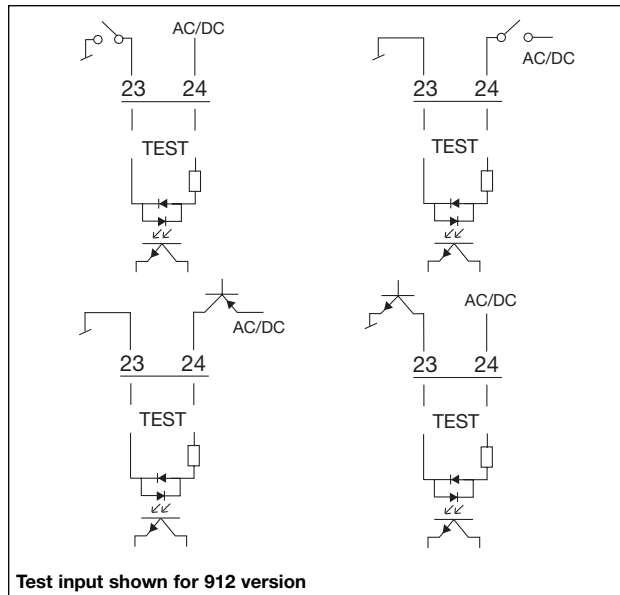 AC/DC
23 24
TEST
AC/DC
23 24
TEST
AC/DC
23 24
TEST
AC/DC
23 24
TEST
Test input shown for 912 version